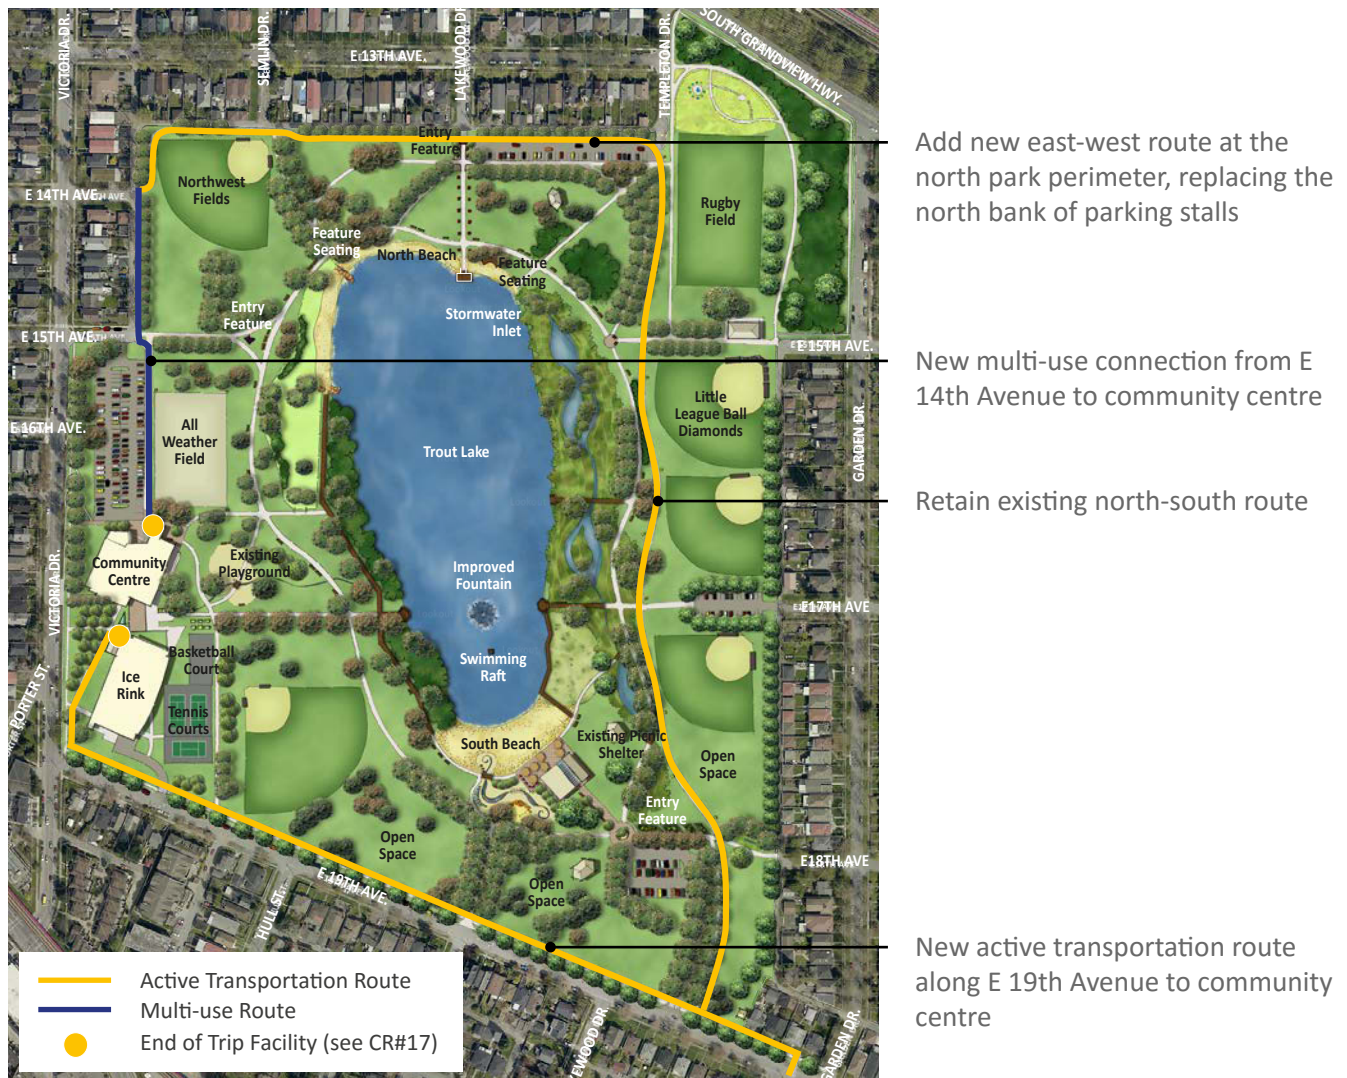 VICTORIA DR.
SEMLIN DR.
E 13TH AVE.
LAKEWOOD DR.
TEMPLETON DR.
SOUTH GRANDVIEW HWY.
Entry
Feature
Add new east-west route at the
north park perimeter, replacing the
north bank of parking stalls
E 14TH AVE.
Northwest
Fields
Rugby
Field
Feature
Seating
North Beach
Feature
Seating
Entry
Feature
Stormwater
Inlet
E 15TH AVE.
E 15TH AVE.
New multi-use connection from E
14th Avenue to community centre
E 16TH AVE.
All
Weather
Field
Little
League Ball
Diamonds
GARDEN DR.
Trout Lake
Retain existing north-south route
Community
Centre
Existing
Playground
Improved
Fountain
VICTORIA DR.
E17TH AVE
Ice
Rink
Basketball
Court
Swimming
Raft
PORTER ST.
Tennis
Courts
South Beach
Existing Picnic
Shelter
Open
Space
Entry
Feature
Open
Space
E18TH AVE
E 19TH AVE.
Open
Space
HULL ST.
New active transportation route
along E 19th Avenue to community
centre
EWOOD DR.
GARDEN DR.
Active Transportation Route
Multi-use Route
End of Trip Facility (see CR#17)